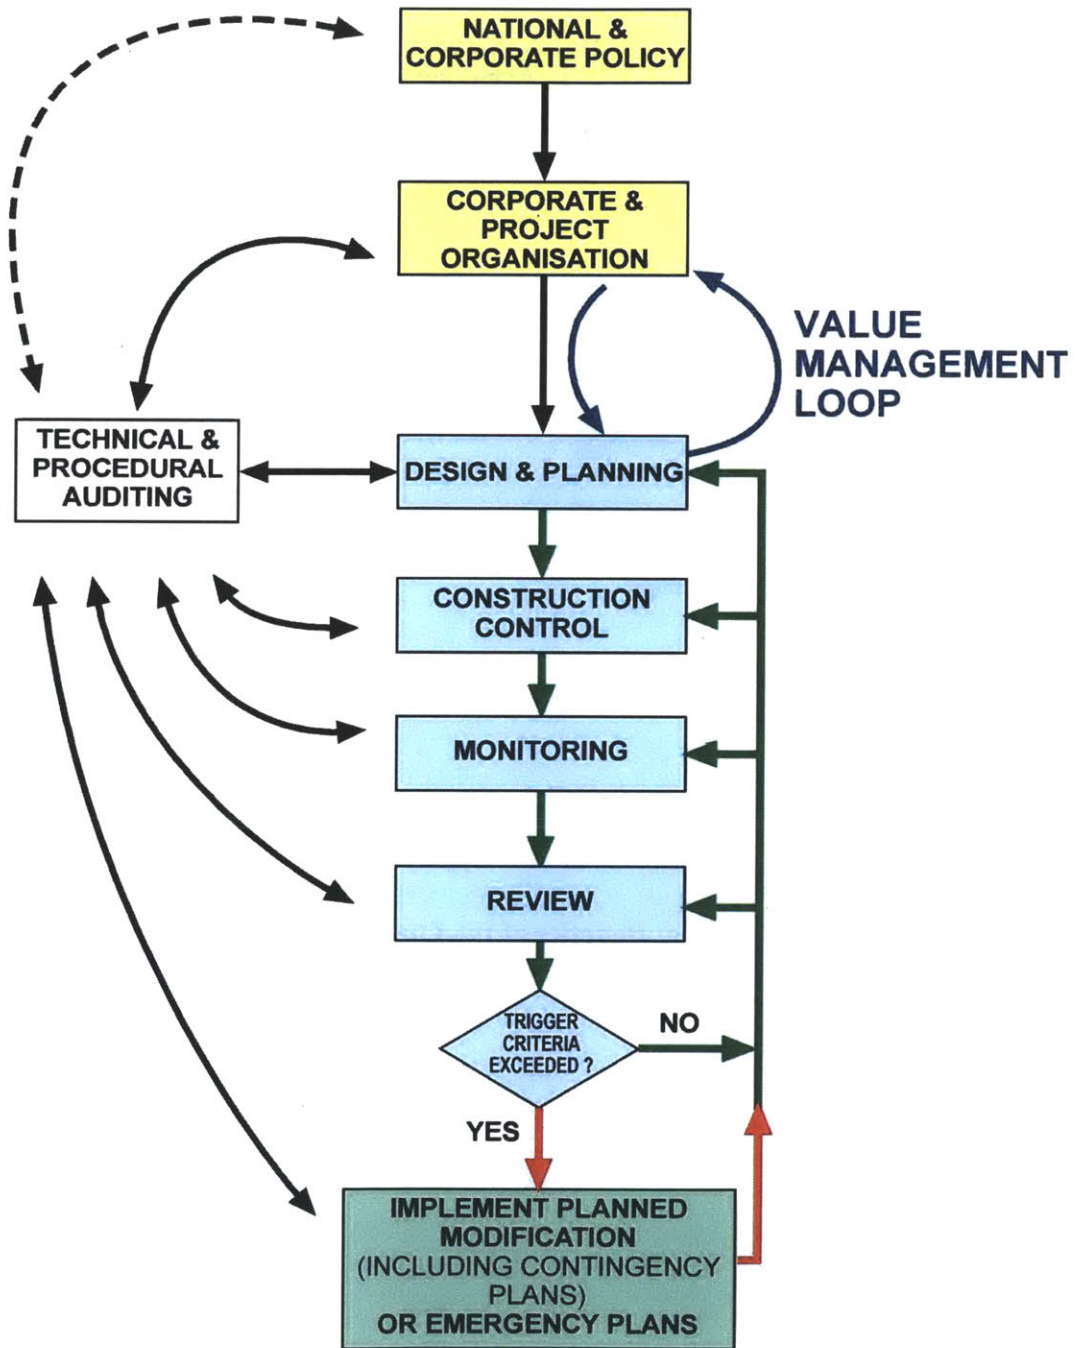 NATIONAL &
CORPORATE POLICY
CORPORATE &
PROJECT
ORGANISATION
VALUE
MANAGEMENT
LOOP
TECHNICAL &
PROCEDURAL
AUDITING
DESIGN & PLANNING
CONSTRUCTION
CONTROL
MONITORING
REVIEW
TRIGGER
CRITERIA
EXCEEDED ?
NO
YES
IMPLEMENT PLANNED
MODIFICATION
(INCLUDING CONTINGENCY
PLANS)
OR EMERGENCY PLANS